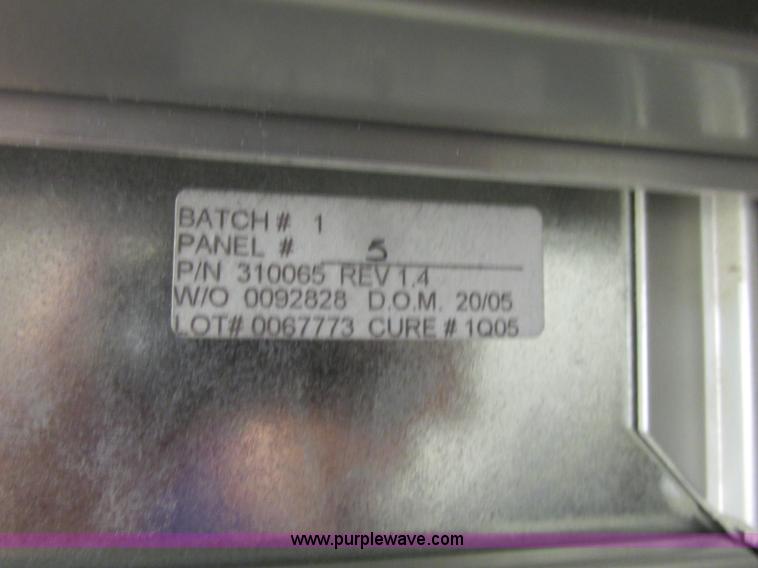 BATCH # 1
PANEL # 5
P/N 310065 REV 1.4
W/O 0092828 D.O.M. 20/05
LOT# 0067773 CURE # 1Q05
www.purplewave.com